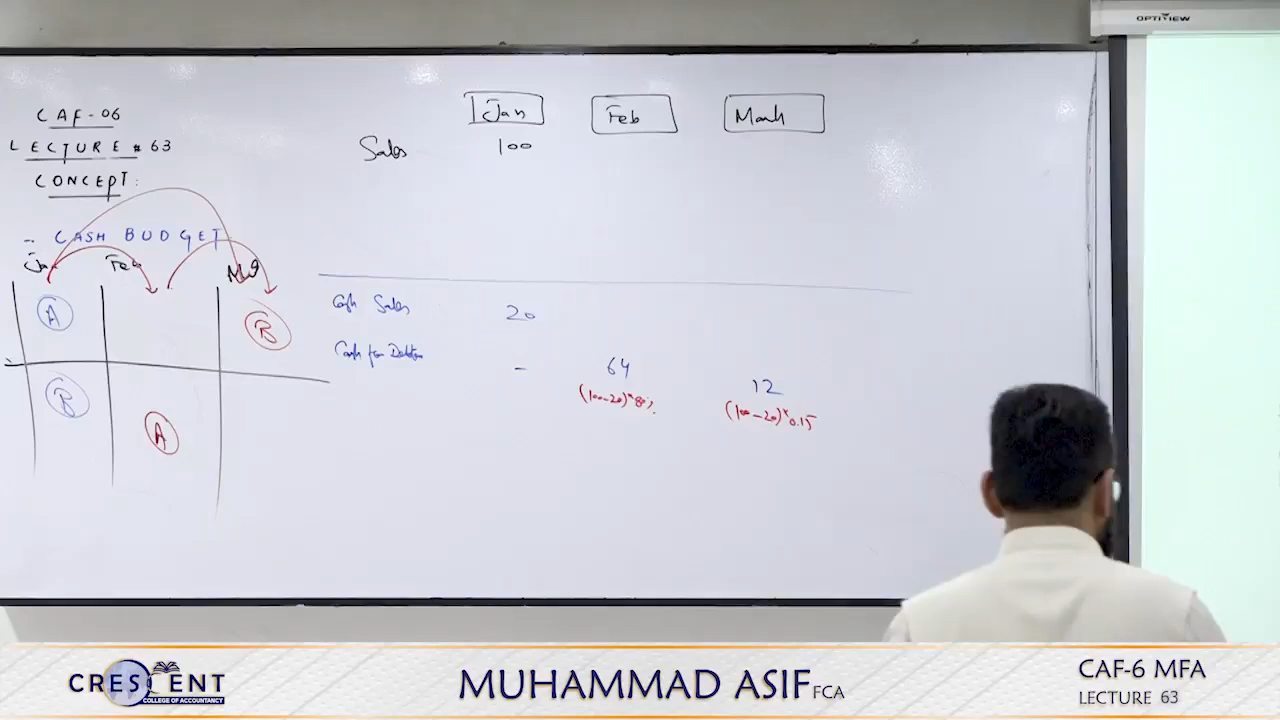 OPTIVIEW
CAF-06
LECTURE # 63
CONCEPT:
- CASH BUDGET
Jan Feb Mar
A
B
B
A
Jan Feb March
Sales 100
Cash Sales 20
Cash from Debtors - 64 12
(100-20)*80%
(100-20)*0.15
CRESCENT
COLLEGE OF ACCOUNTANCY
MUHAMMAD ASIF FCA
CAF-6 MFA
LECTURE 63